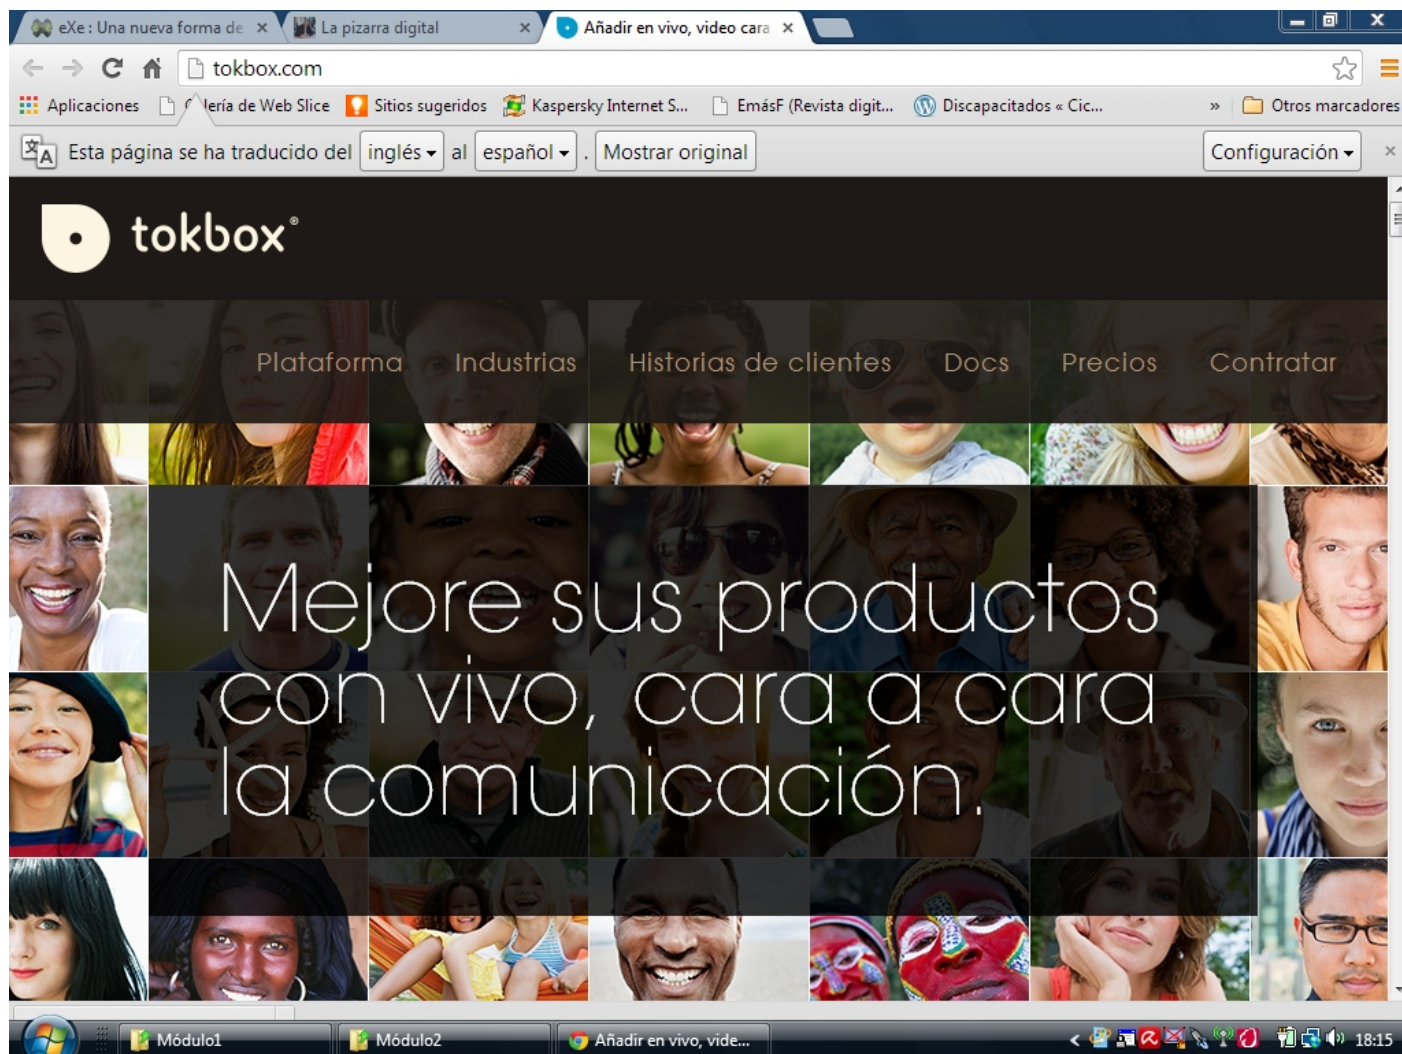 eXe : Una nueva forma de
La pizarra digital
Añadir en vivo, video cara
tokbox.com
Aplicaciones
lería de Web Slice
Sitios sugeridos
Kaspersky Internet S...
EmásF (Revista digit...
Discapacitados « Cic...
»
Otros marcadores
Esta página se ha traducido del inglés al español . Mostrar original
Configuración
tokbox®
Plataforma
Industrias
Historias de clientes
Docs
Precios
Contratar
Mejore sus productos
con vivo, cara a cara
la comunicación.
Módulo1
Módulo2
Añadir en vivo, vide...
18:15